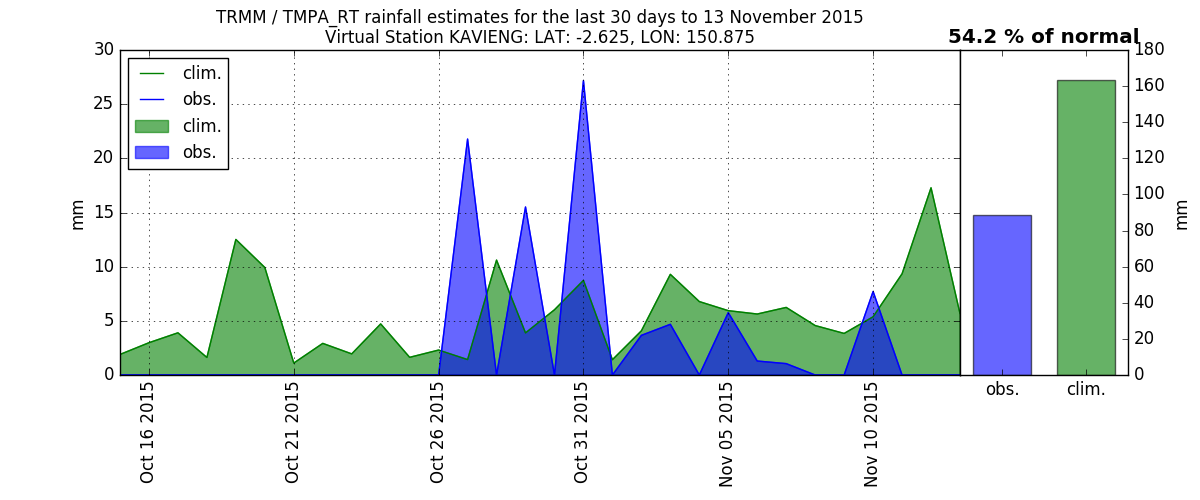 TRMM / TMPA_RT rainfall estimates for the last 30 days to 13 November 2015
Virtual Station KAVIENG: LAT: -2.625, LON: 150.875
54.2 % of normal
clim.
obs.
clim.
obs.
30
25
20
15
10
5
0
mm
Oct 16 2015
Oct 21 2015
Oct 26 2015
Oct 31 2015
Nov 05 2015
Nov 10 2015
180
160
140
120
100
80
60
40
20
0
mm
obs.
clim.